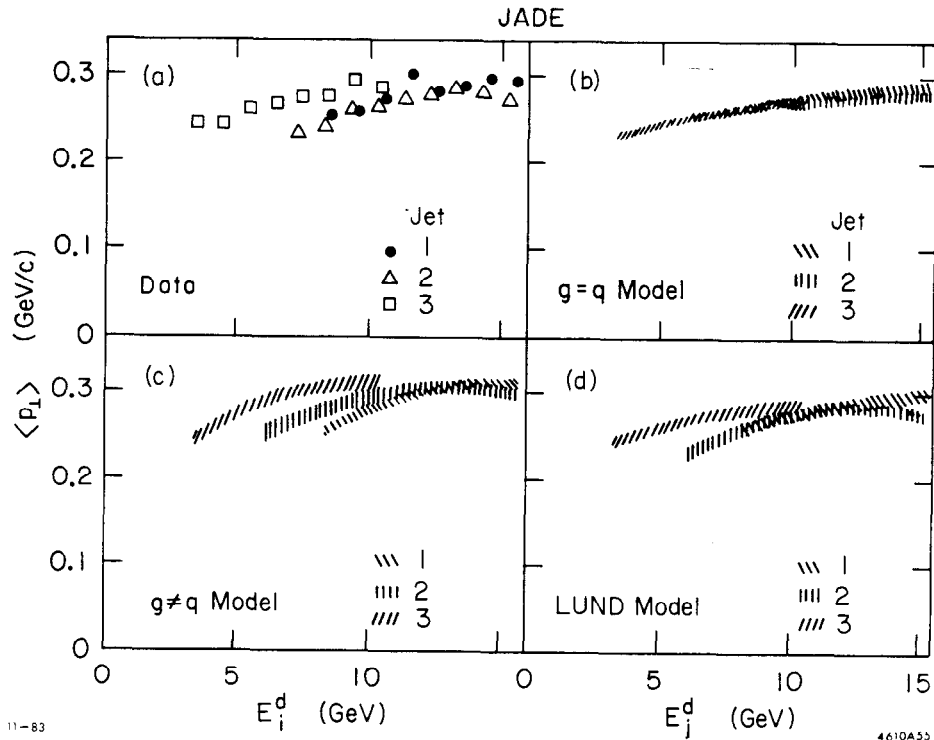 JADE
0.3
0.2
0.1
0
(a)
Data
Jet
● 1
△ 2
□ 3
(b)
g=q Model
Jet
1
2
3
⟨p⊥⟩ (GeV/c)
0.3
0.2
0.1
0
(c)
g≠q Model
1
2
3
(d)
LUND Model
1
2
3
0 5 10 0 5 10 15
E_i^d (GeV)
E_j^d (GeV)
11-83
4610A55